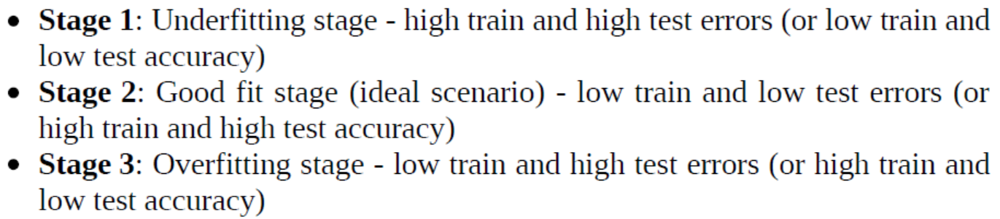 • Stage 1: Underfitting stage - high train and high test errors (or low train and
low test accuracy)
• Stage 2: Good fit stage (ideal scenario) - low train and low test errors (or
high train and high test accuracy)
• Stage 3: Overfitting stage - low train and high test errors (or high train and
low test accuracy)